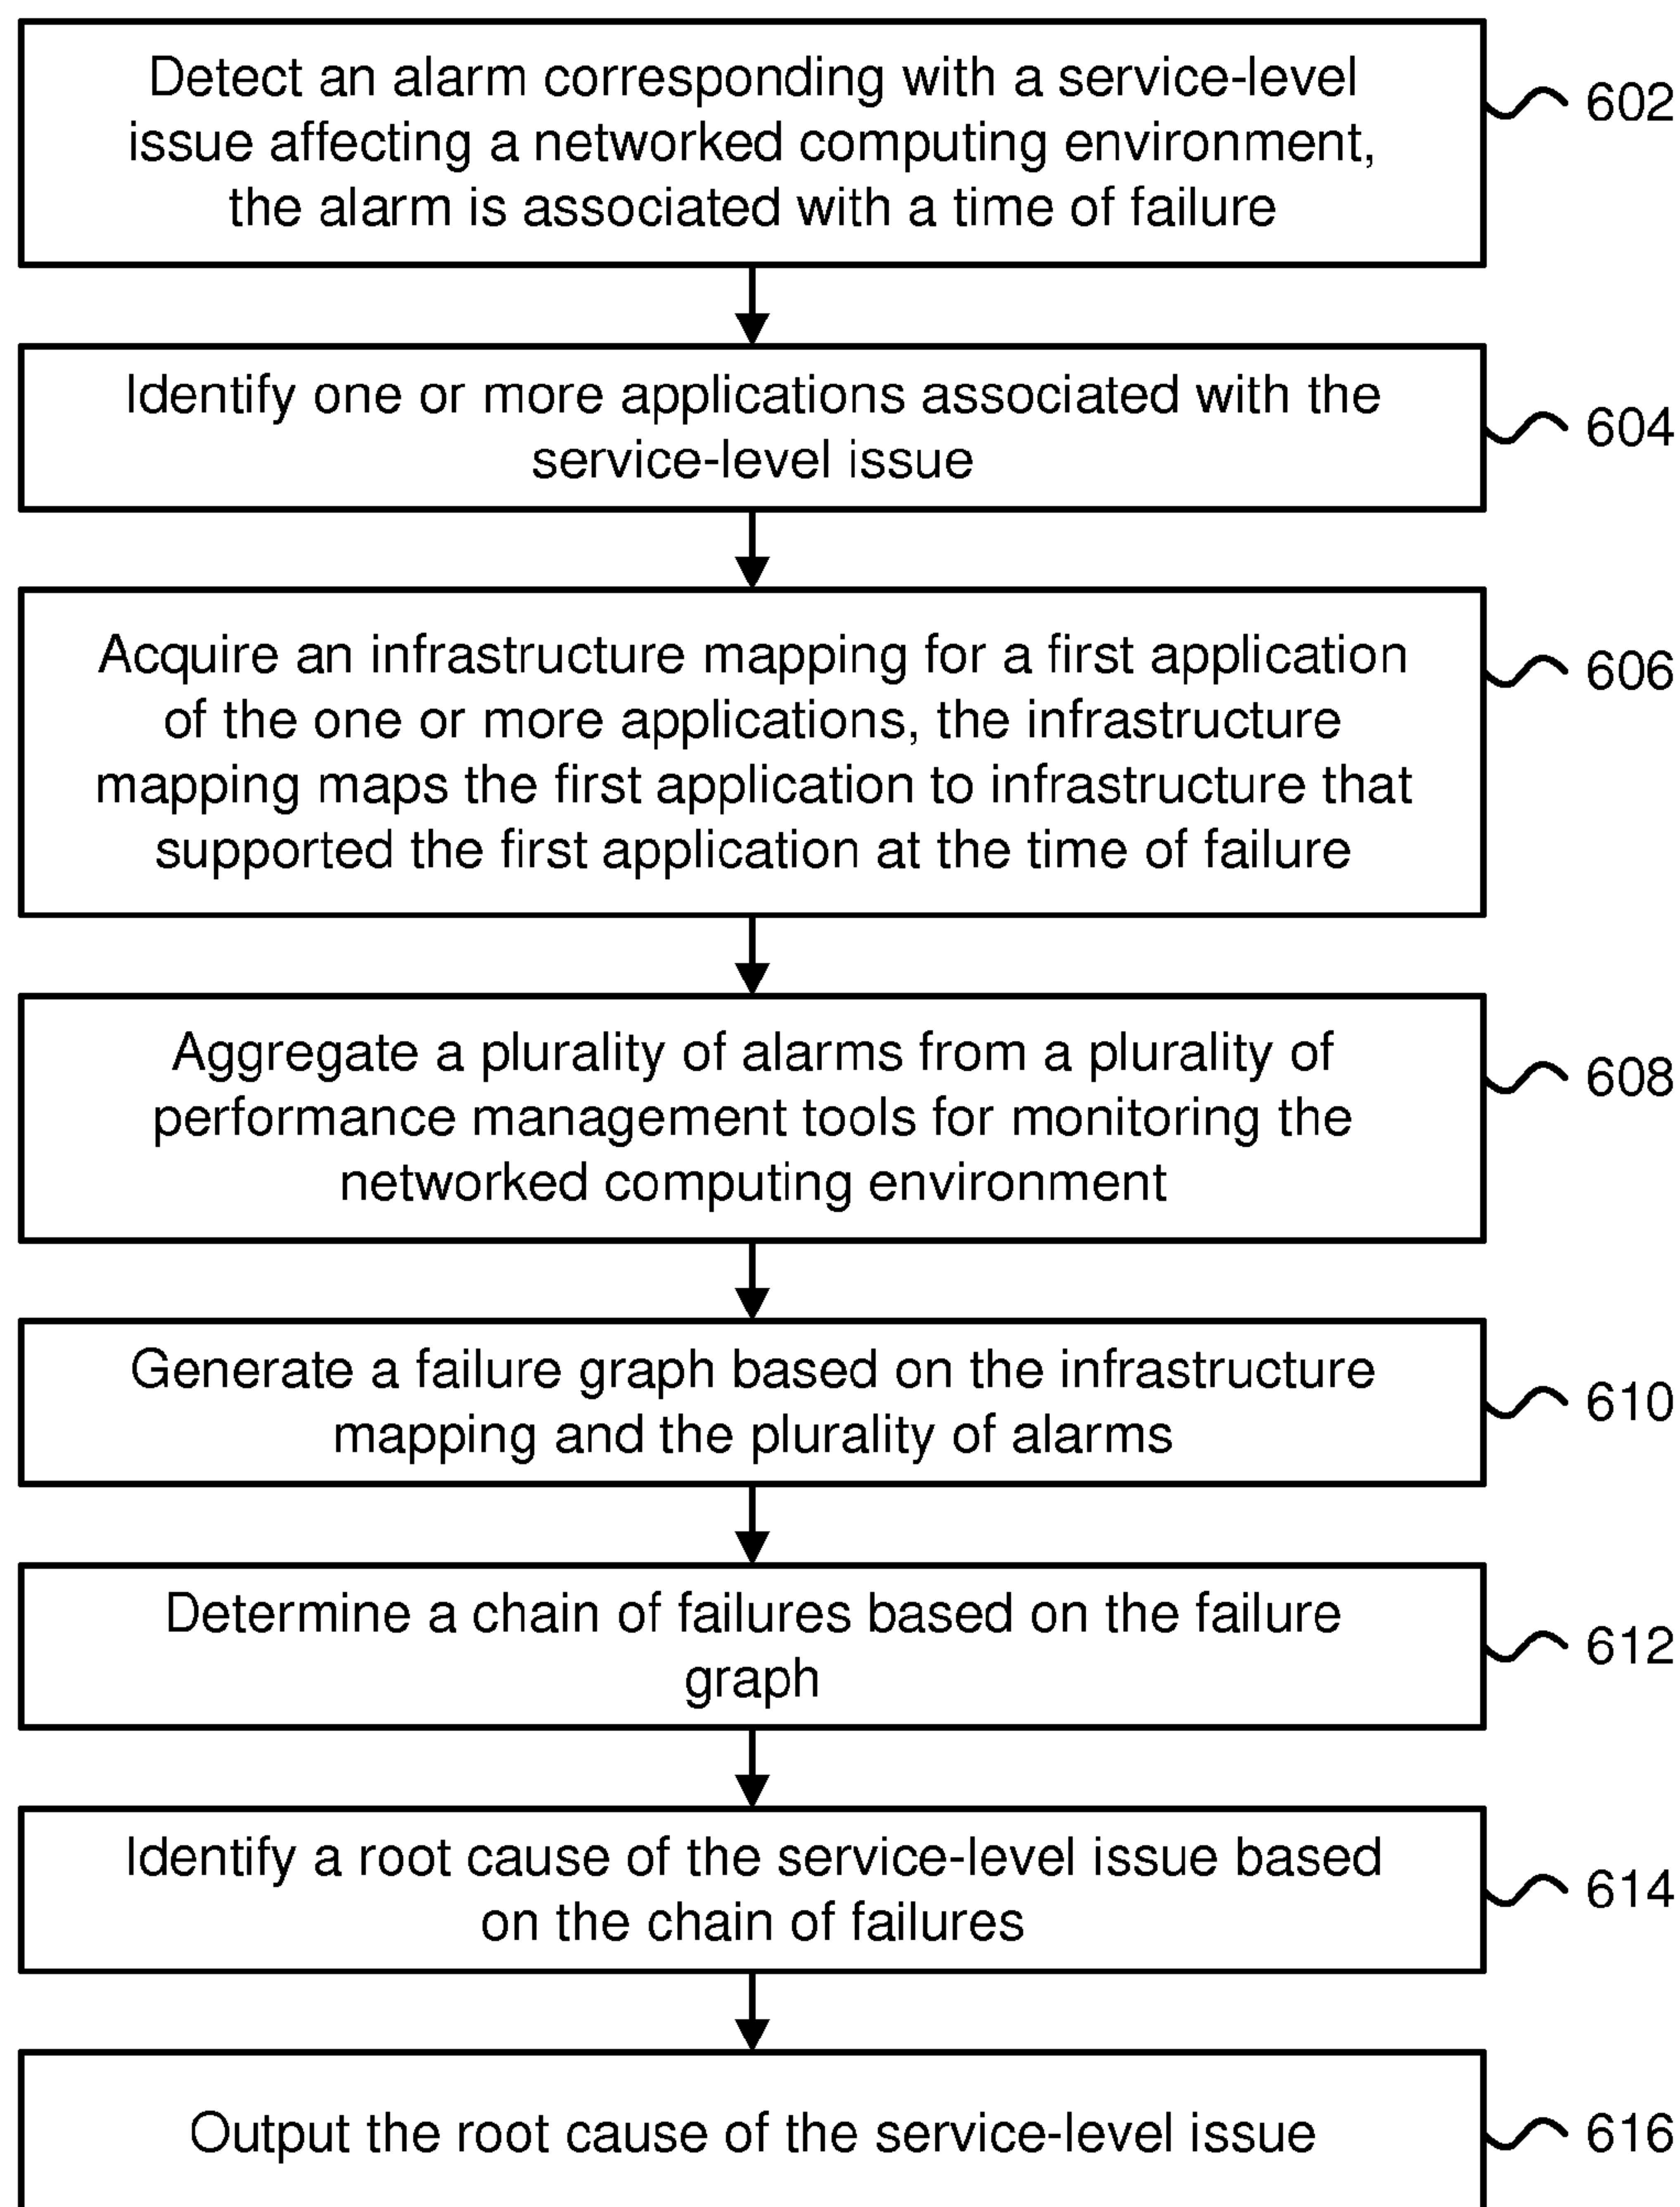 Detect an alarm corresponding with a service-level
issue affecting a networked computing environment,
the alarm is associated with a time of failure
602
Identify one or more applications associated with the
service-level issue
604
Acquire an infrastructure mapping for a first application
of the one or more applications, the infrastructure
mapping maps the first application to infrastructure that
supported the first application at the time of failure
606
Aggregate a plurality of alarms from a plurality of
performance management tools for monitoring the
networked computing environment
608
Generate a failure graph based on the infrastructure
mapping and the plurality of alarms
610
Determine a chain of failures based on the failure
graph
612
Identify a root cause of the service-level issue based
on the chain of failures
614
Output the root cause of the service-level issue
616